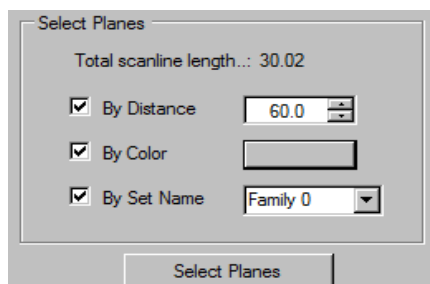 Select Planes
Total scanline length..: 30.02
By Distance 60.0
By Color
By Set Name Family 0
Select Planes